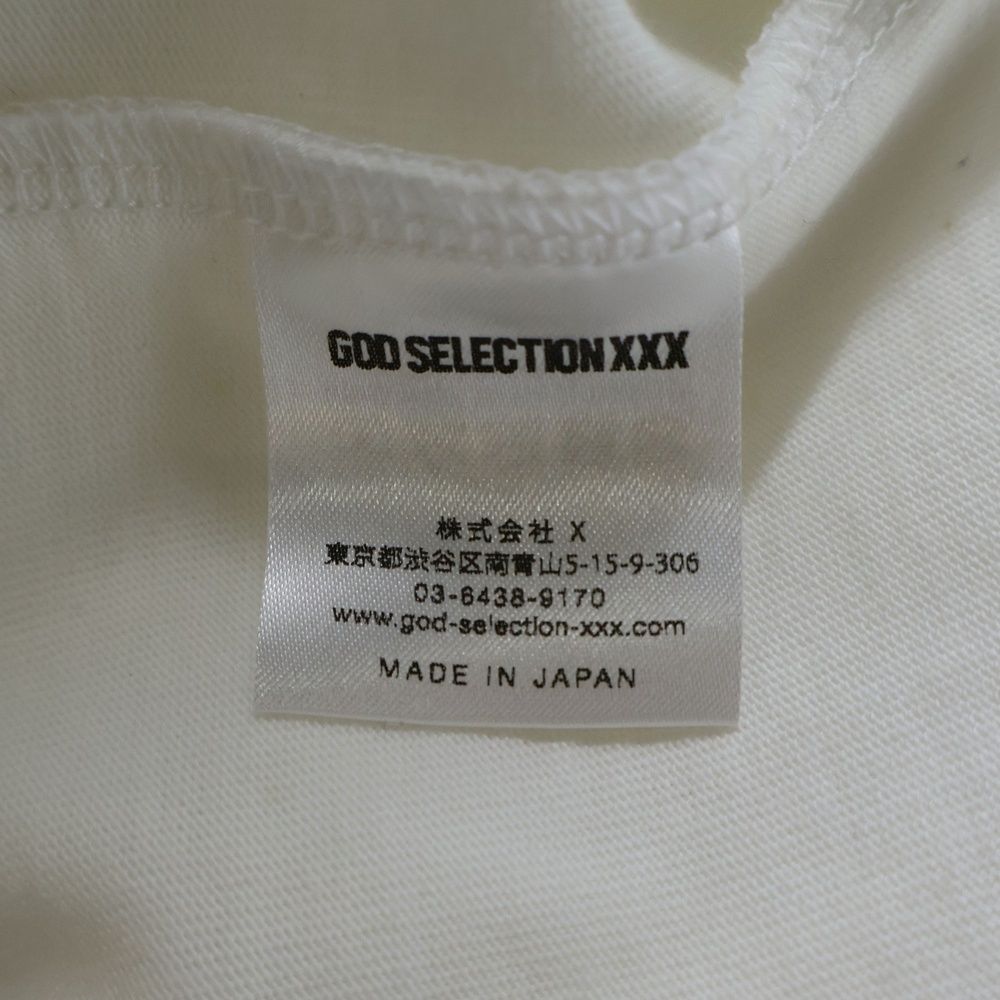 GOD SELECTION XXX
株式会社 X
東京都渋谷区南青山5-15-9-306
03-6438-9170
www.god-selection-xxx.com
MADE IN JAPAN